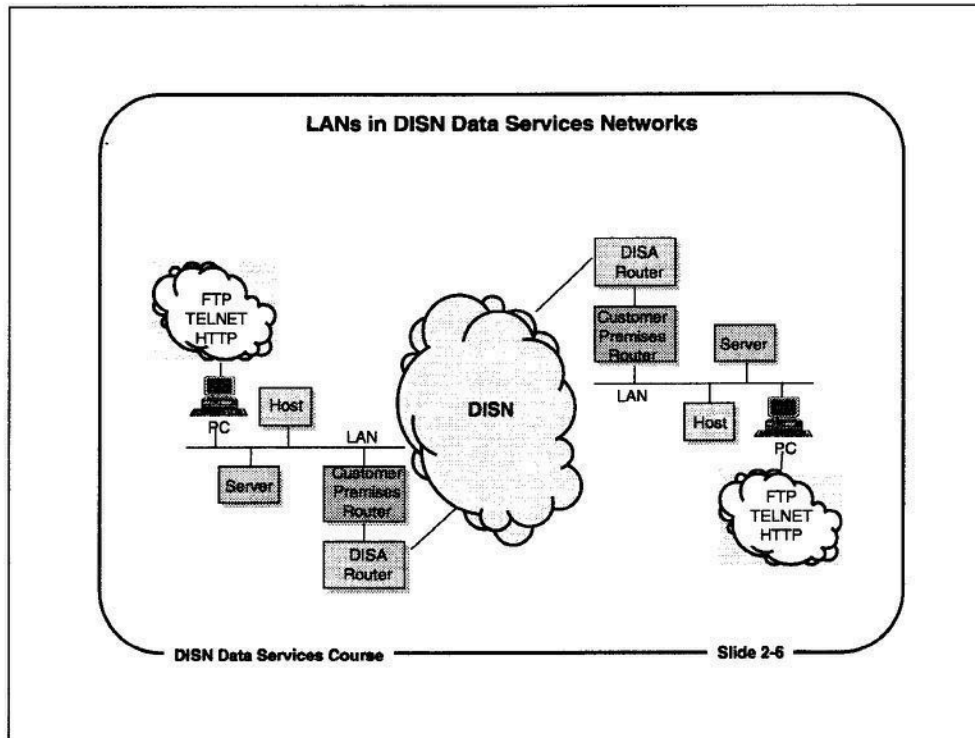 LANs in DISN Data Services Networks
FTP
TELNET
HTTP
PC
Host
LAN
Server
Customer
Premises
Router
DISA
Router
DISN
DISA
Router
Customer
Premises
Router
Server
LAN
Host
PC
FTP
TELNET
HTTP
DISN Data Services Course
Slide 2-6